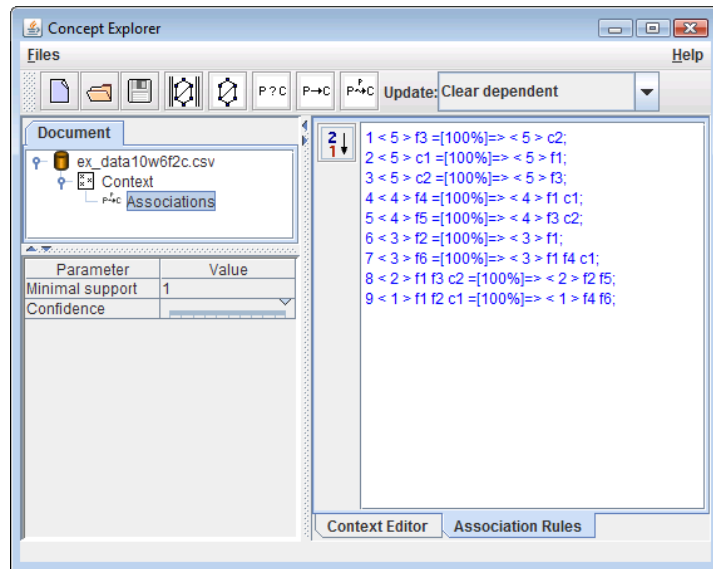 Concept Explorer
Files Help
P?C P→C P→C Update: Clear dependent
Document
ex_data10w6f2c.csv
Context
P→C Associations
Parameter Value
Minimal support 1
Confidence
2 1
1 < 5 > f3 =[100%]=> < 5 > c2;
2 < 5 > c1 =[100%]=> < 5 > f1;
3 < 5 > c2 =[100%]=> < 5 > f3;
4 < 4 > f4 =[100%]=> < 4 > f1 c1;
5 < 4 > f5 =[100%]=> < 4 > f3 c2;
6 < 3 > f2 =[100%]=> < 3 > f1;
7 < 3 > f6 =[100%]=> < 3 > f1 f4 c1;
8 < 2 > f1 f3 c2 =[100%]=> < 2 > f2 f5;
9 < 1 > f1 f2 c1 =[100%]=> < 1 > f4 f6;
Context Editor Association Rules